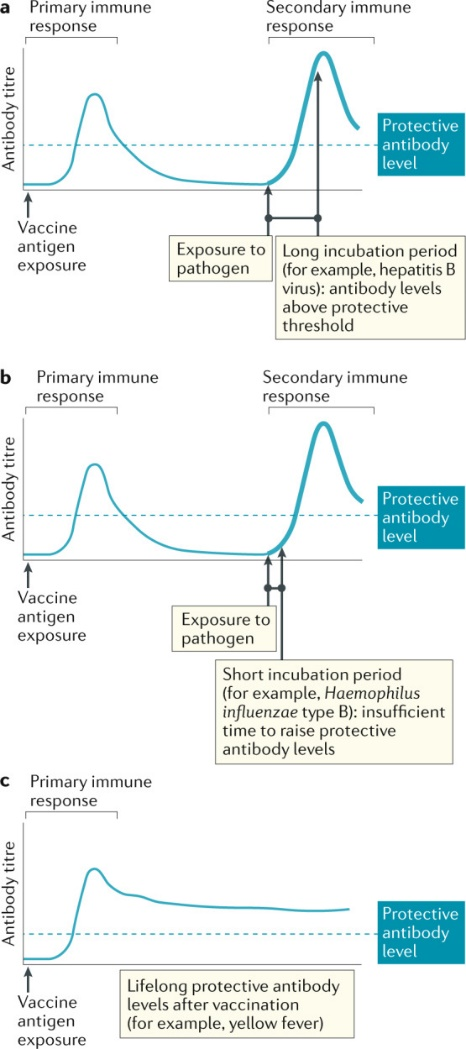 a
Primary immune
response
Secondary immune
response
Antibody titre
Protective
antibody
level
Vaccine
antigen
exposure
Exposure to
pathogen
Long incubation period
(for example, hepatitis B
virus): antibody levels
above protective
threshold
b
Primary immune
response
Secondary immune
response
Antibody titre
Protective
antibody
level
Vaccine
antigen
exposure
Exposure to
pathogen
Short incubation period
(for example, Haemophilus
influenzae type B): insufficient
time to raise protective
antibody levels
c
Primary immune
response
Antibody titre
Protective
antibody
level
Vaccine
antigen
exposure
Lifelong protective antibody
levels after vaccination
(for example, yellow fever)